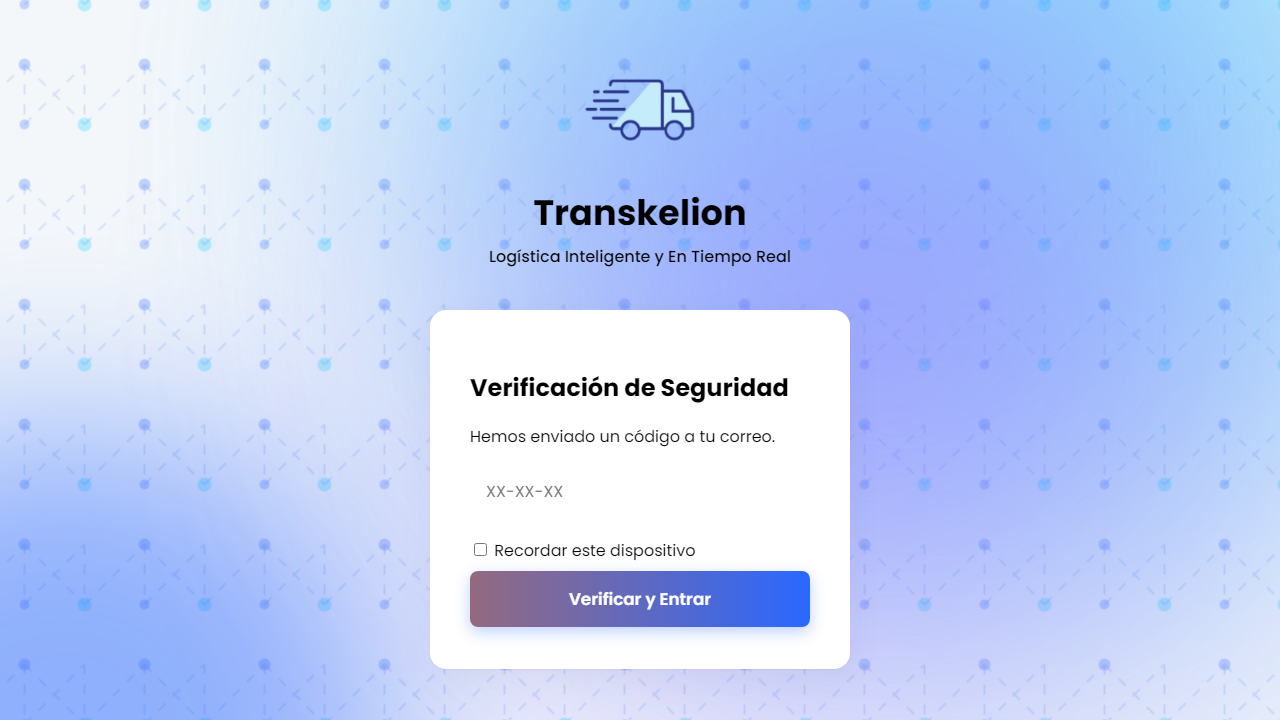 Transkelion
Logística Inteligente y En Tiempo Real
Verificación de Seguridad
Hemos enviado un código a tu correo.
XX-XX-XX
Recordar este dispositivo
Verificar y Entrar